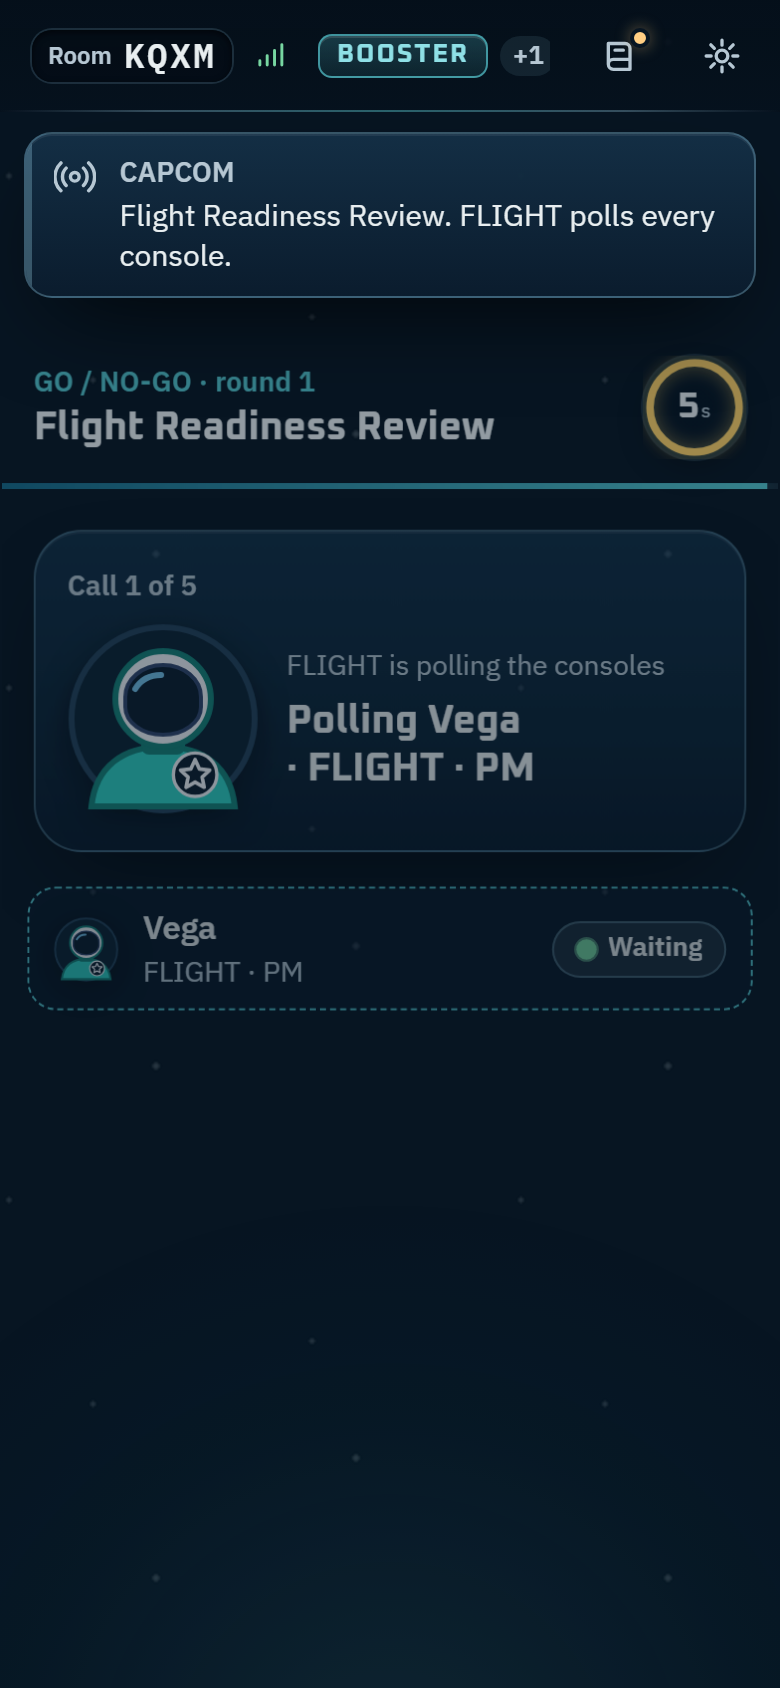 Room KQXM BOOSTER +1
CAPCOM
Flight Readiness Review. FLIGHT polls every
console.
GO / NO-GO · round 1
Flight Readiness Review
5s
Call 1 of 5
FLIGHT is polling the consoles
Polling Vega
· FLIGHT · PM
Vega
FLIGHT · PM
Waiting